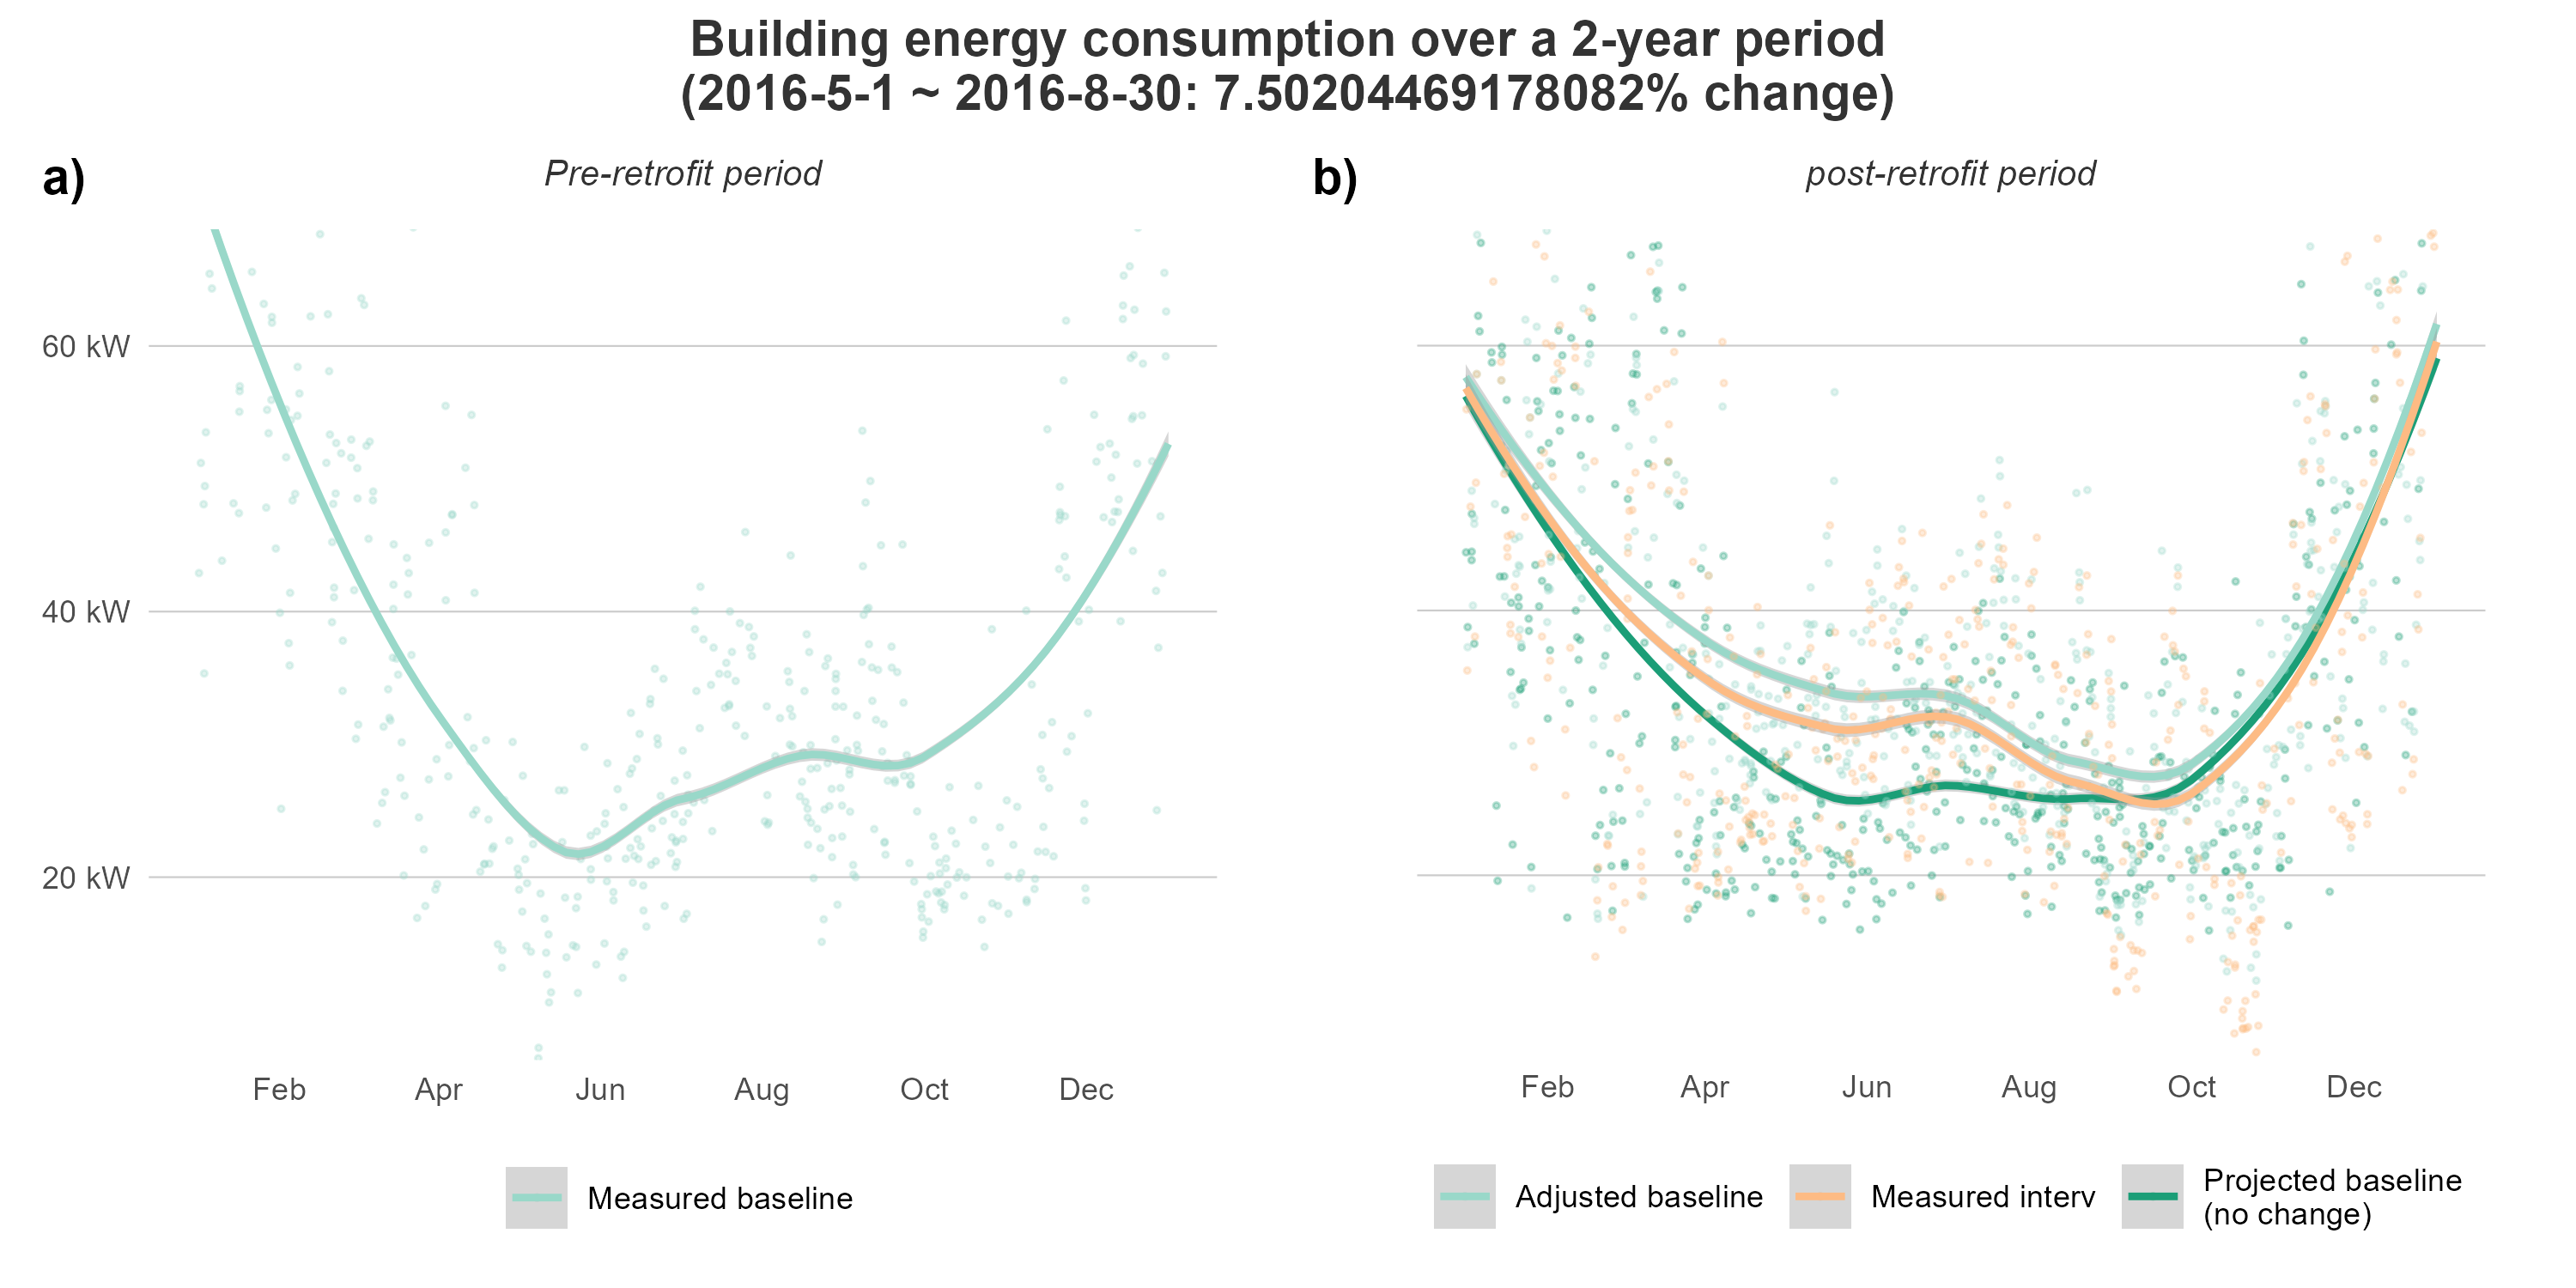 Building energy consumption over a 2-year period
(2016-5-1 ~ 2016-8-30: 7.50204469178082% change)
a)
Pre-retrofit period
60 kW
40 kW
20 kW
Feb Apr Jun Aug Oct Dec
Measured baseline
b)
post-retrofit period
Feb Apr Jun Aug Oct Dec
Adjusted baseline
Measured interv
Projected baseline
(no change)